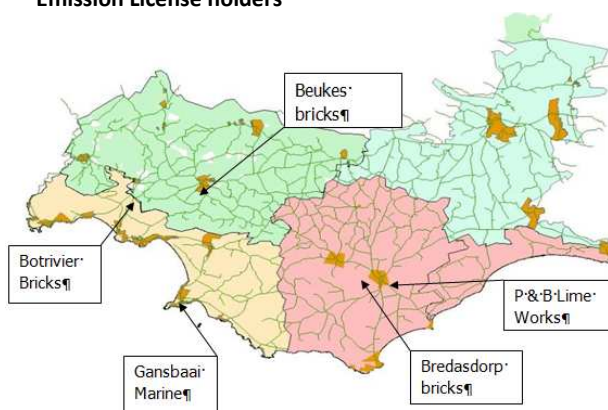 Emission License holders
Beukes·
bricks¶
Botrivier·
Bricks¶
P·&·B·Lime·
Works¶
Gansbaai·
Marine¶
Bredasdorp·
bricks¶